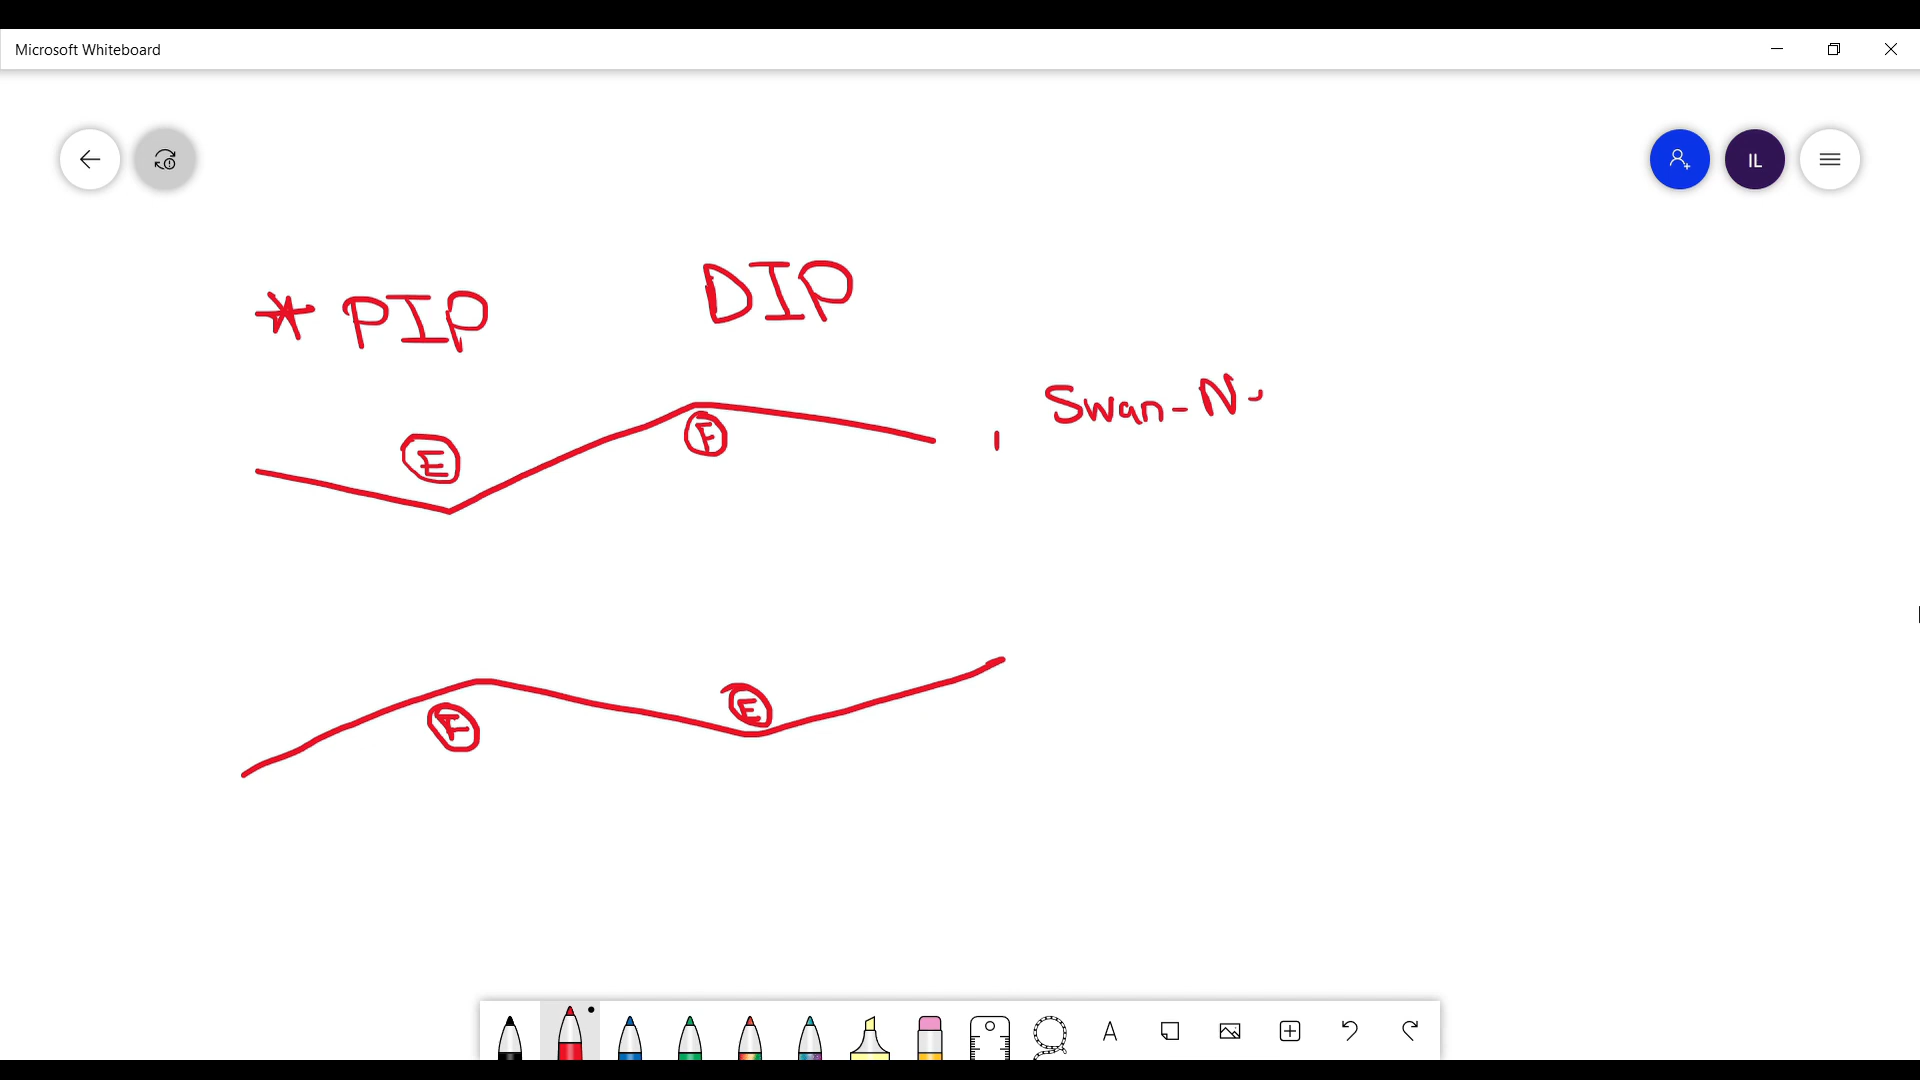 Microsoft Whiteboard
IL
* PIP
DIP
Swan-N
E
F
F
E
A